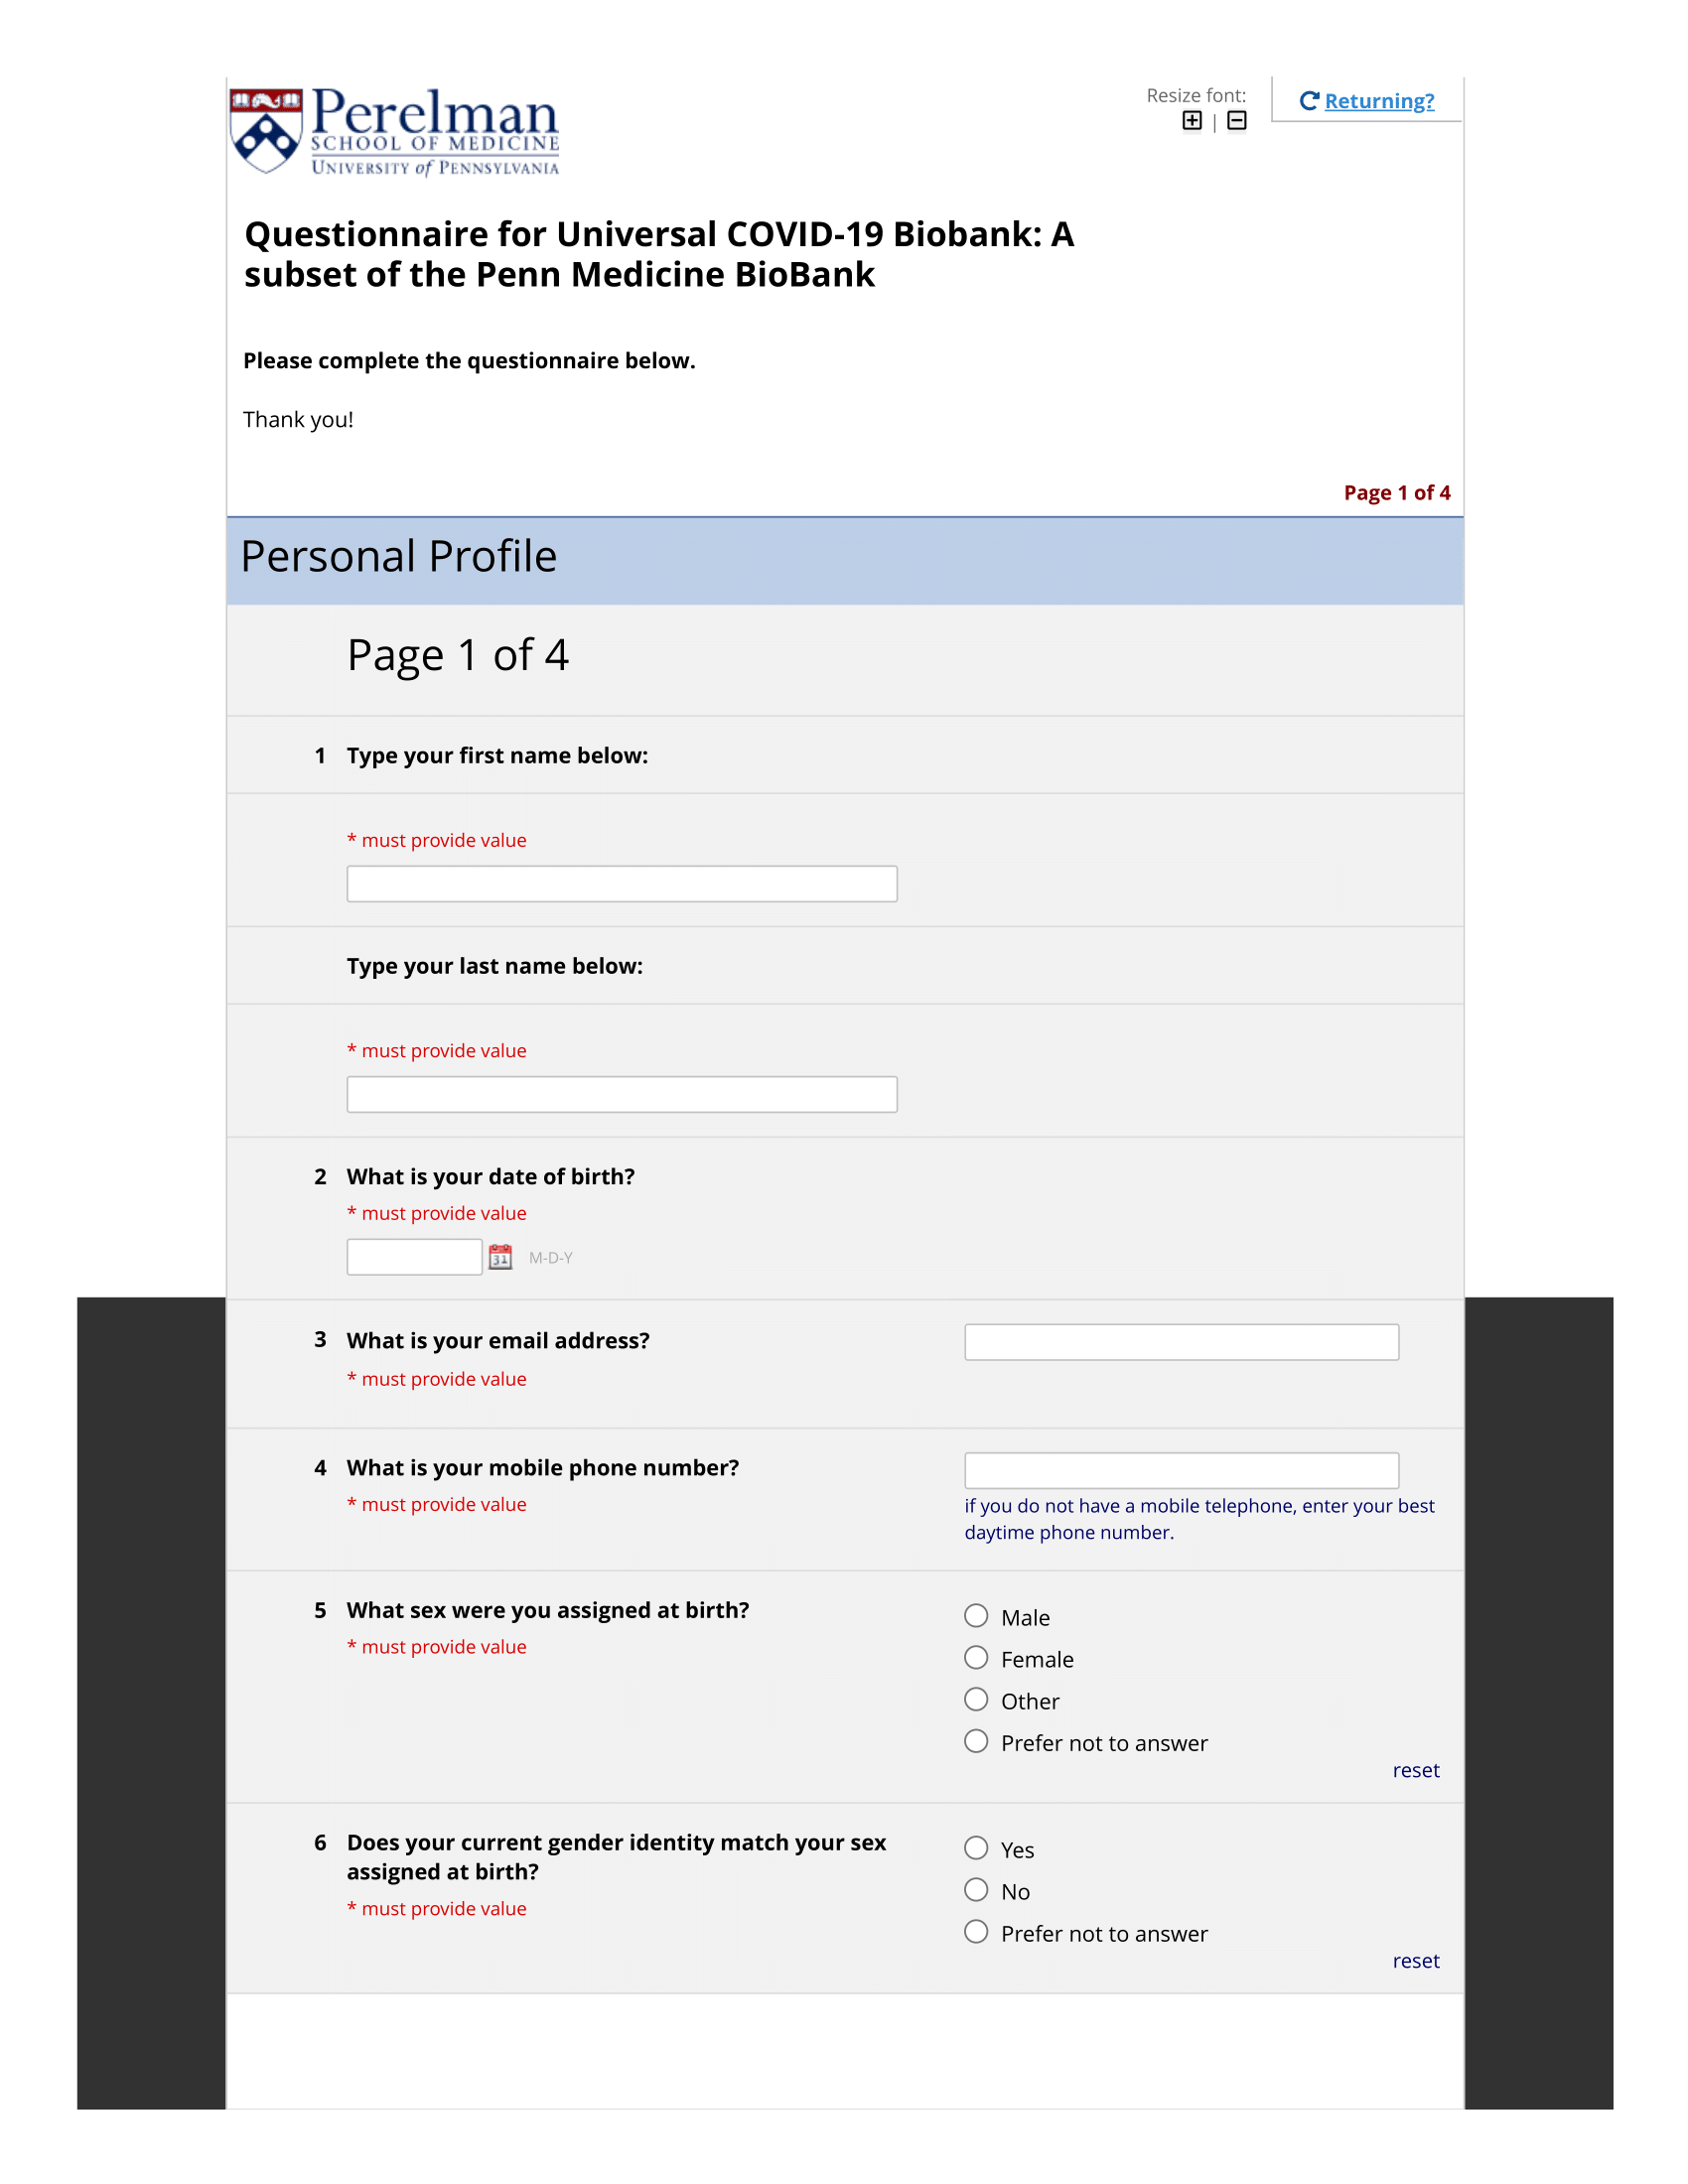 Perelman
SCHOOL OF MEDICINE
UNIVERSITY of PENNSYLVANIA
Resize font:
|
Returning?
Questionnaire for Universal COVID-19 Biobank: A
subset of the Penn Medicine BioBank
Please complete the questionnaire below.
Thank you!
Page 1 of 4
Personal Profile
Page 1 of 4
1 Type your first name below:
* must provide value
Type your last name below:
* must provide value
2 What is your date of birth?
* must provide value
31 M-D-Y
3 What is your email address?
* must provide value
4 What is your mobile phone number?
* must provide value
if you do not have a mobile telephone, enter your best
daytime phone number.
5 What sex were you assigned at birth?
* must provide value
Male
Female
Other
Prefer not to answer
reset
6 Does your current gender identity match your sex
assigned at birth?
* must provide value
Yes
No
Prefer not to answer
reset